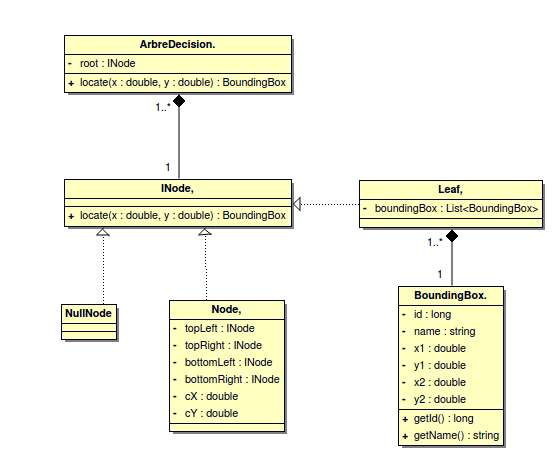 ArbreDecision.
- root : INode
+ locate(x : double, y : double) : BoundingBox
1..*
1
INode,
+ locate(x : double, y : double) : BoundingBox
Leaf,
- boundingBox : List<BoundingBox>
1..*
1
NullNode
Node,
- topLeft : INode
- topRight : INode
- bottomLeft : INode
- bottomRight : INode
- cX : double
- cY : double
BoundingBox.
- id : long
- name : string
- x1 : double
- y1 : double
- x2 : double
- y2 : double
+ getId() : long
+ getName() : string